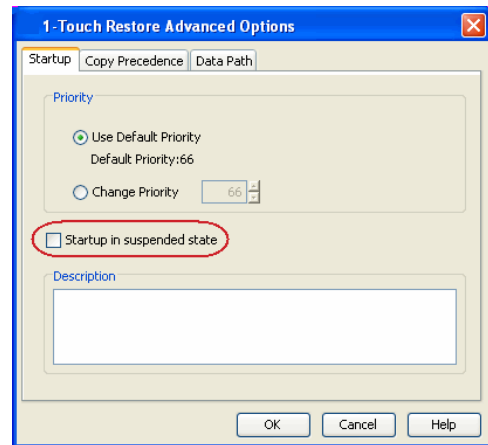 1-Touch Restore Advanced Options
Startup Copy Precedence Data Path
Priority
Use Default Priority
Default Priority:66
Change Priority 66
Startup in suspended state
Description
OK Cancel Help